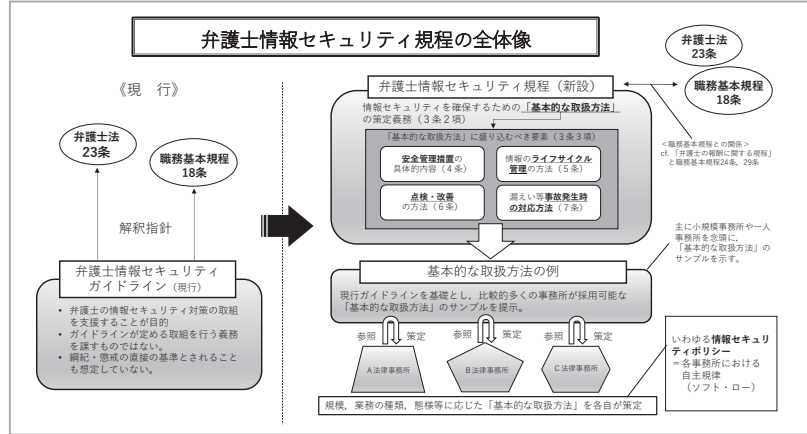 弁護士情報セキュリティ規程の全体像
《現　行》
弁護士法
23条
職務基本規程
18条
解釈指針
弁護士情報セキュリティ
ガイドライン（現行）
• 弁護士の情報セキュリティ対策の取組
を支援することが目的
• ガイドラインが定める取組を行う義務
を課すものではない。
• 綱紀・懲戒の直接の基準とされること
も想定していない。
弁護士情報セキュリティ規程（新設）
情報セキュリティを確保するための「基本的な取扱方法」
の策定義務（３条２項）
「基本的な取扱方法」に盛り込むべき要素（３条３項）
安全管理措置の
具体的内容（４条）
情報のライフサイクル
管理の方法（５条）
点検・改善
の方法（６条）
漏えい等事故発生時
の対応方法（７条）
弁護士法
23条
職務基本規程
18条
＜職務基本規程との関係＞
cf.「弁護士の報酬に関する規程」
と職務基本規程24条，29条
基本的な取扱方法の例
現行ガイドラインを基礎とし，比較的多くの事務所が採用可能な
「基本的な取扱方法」のサンプルを提示。
主に小規模事務所や一人
事務所を念頭に，
「基本的な取扱方法」の
サンプルを示す。
参照　策定
参照　策定
参照　策定
A法律事務所
B法律事務所
C法律事務所
規模，業務の種類，態様等に応じた「基本的な取扱方法」を各自が策定
いわゆる情報セキュリ
ティポリシー
＝各事務所における
自主規律
（ソフト・ロー）